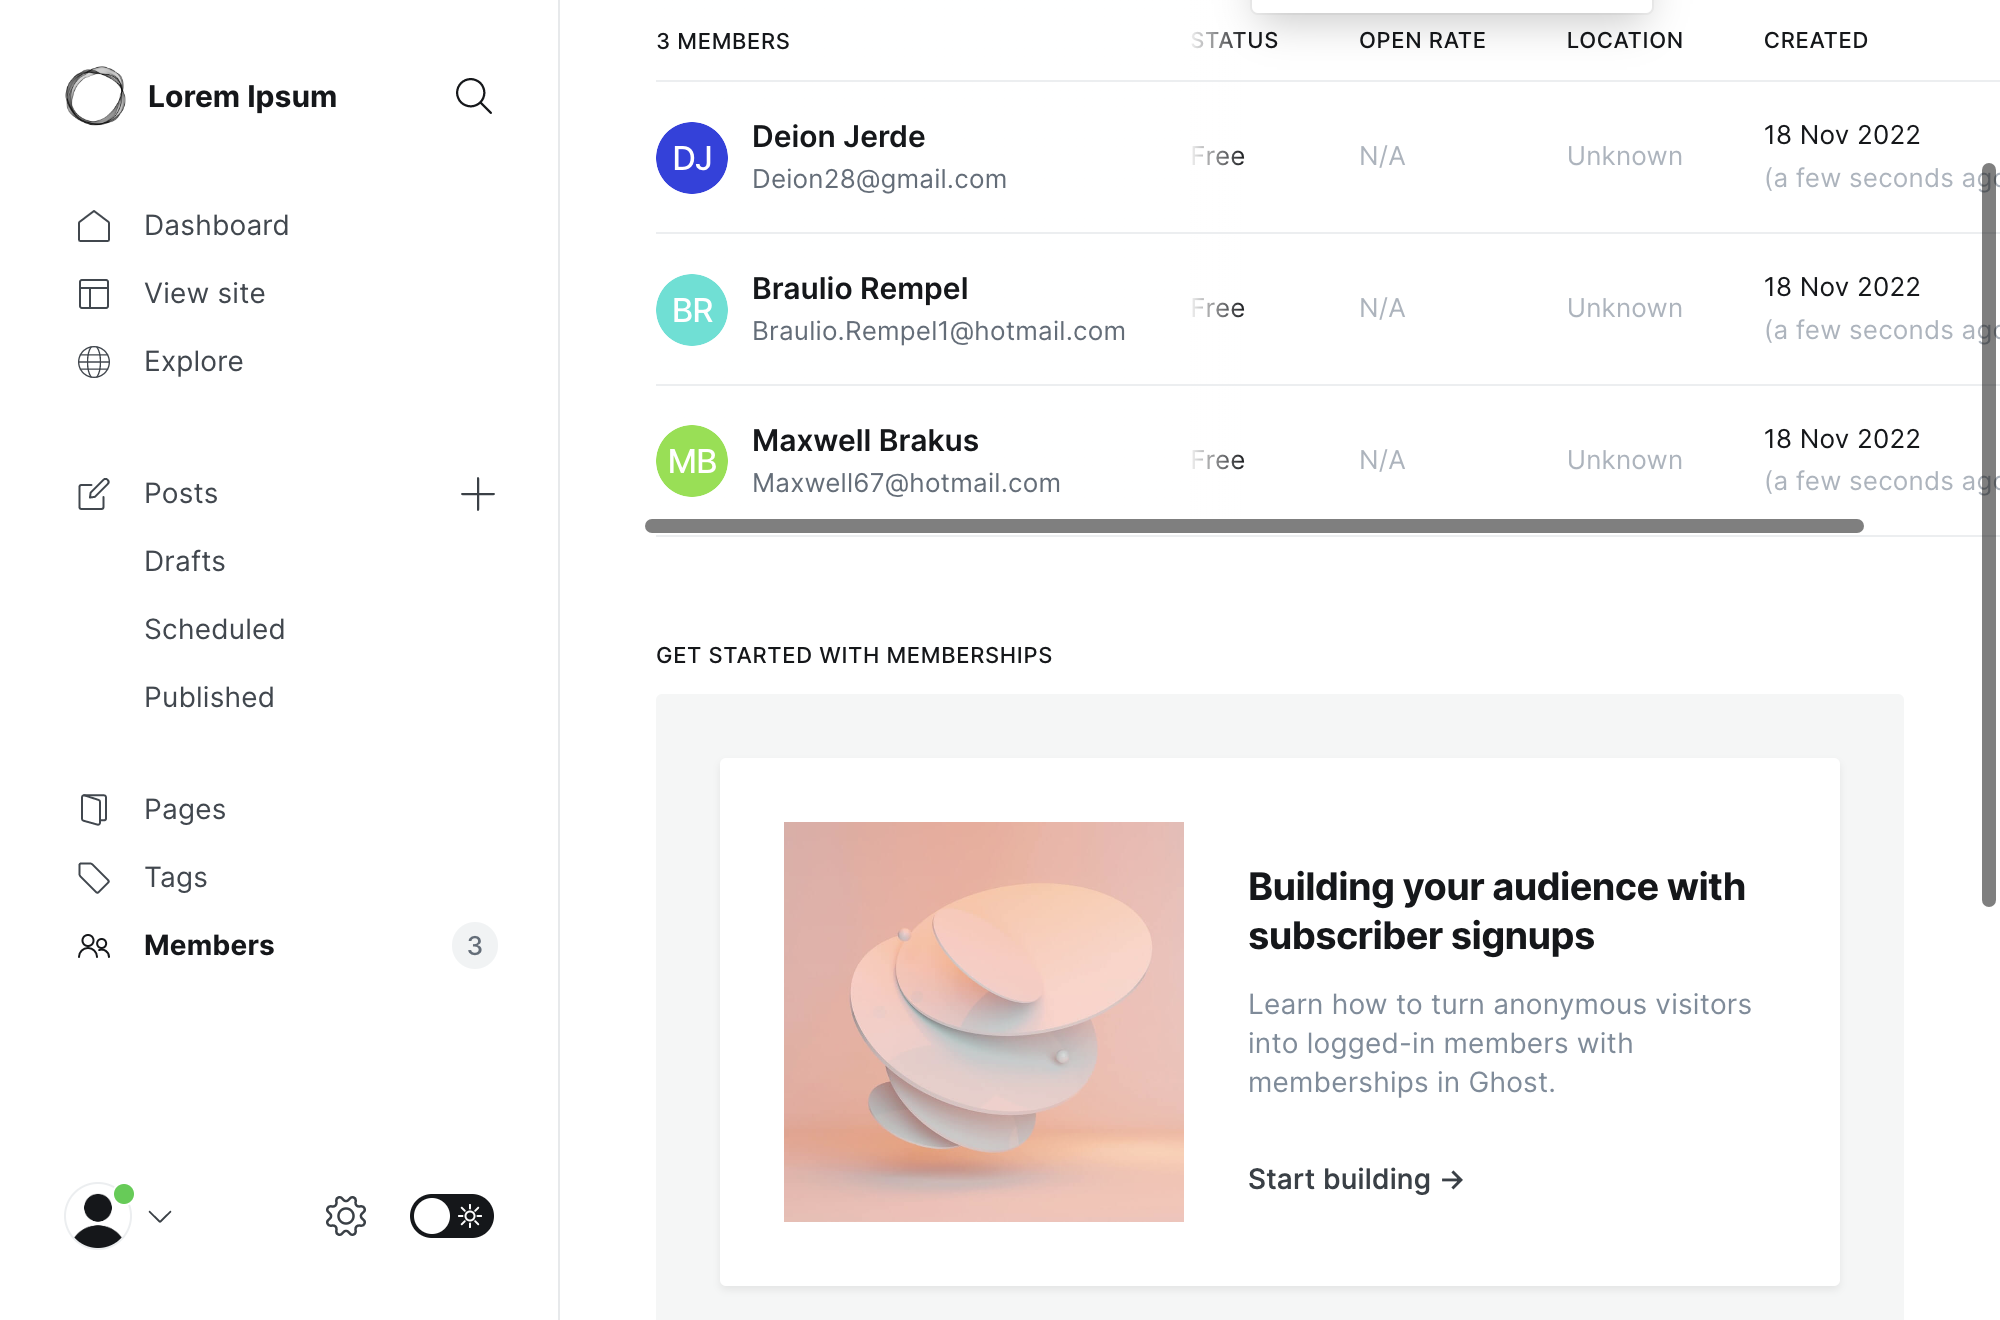 Lorem Ipsum
Dashboard
View site
Explore
Posts
Drafts
Scheduled
Published
Pages
Tags
Members 3
3 MEMBERS STATUS OPEN RATE LOCATION CREATED
DJ Deion Jerde Free N/A Unknown 18 Nov 2022
Deion28@gmail.com (a few seconds ago
BR Braulio Rempel Free N/A Unknown 18 Nov 2022
Braulio.Rempel1@hotmail.com (a few seconds ago
MB Maxwell Brakus Free N/A Unknown 18 Nov 2022
Maxwell67@hotmail.com (a few seconds ago
GET STARTED WITH MEMBERSHIPS
Building your audience with
subscriber signups
Learn how to turn anonymous visitors
into logged-in members with
memberships in Ghost.
Start building →